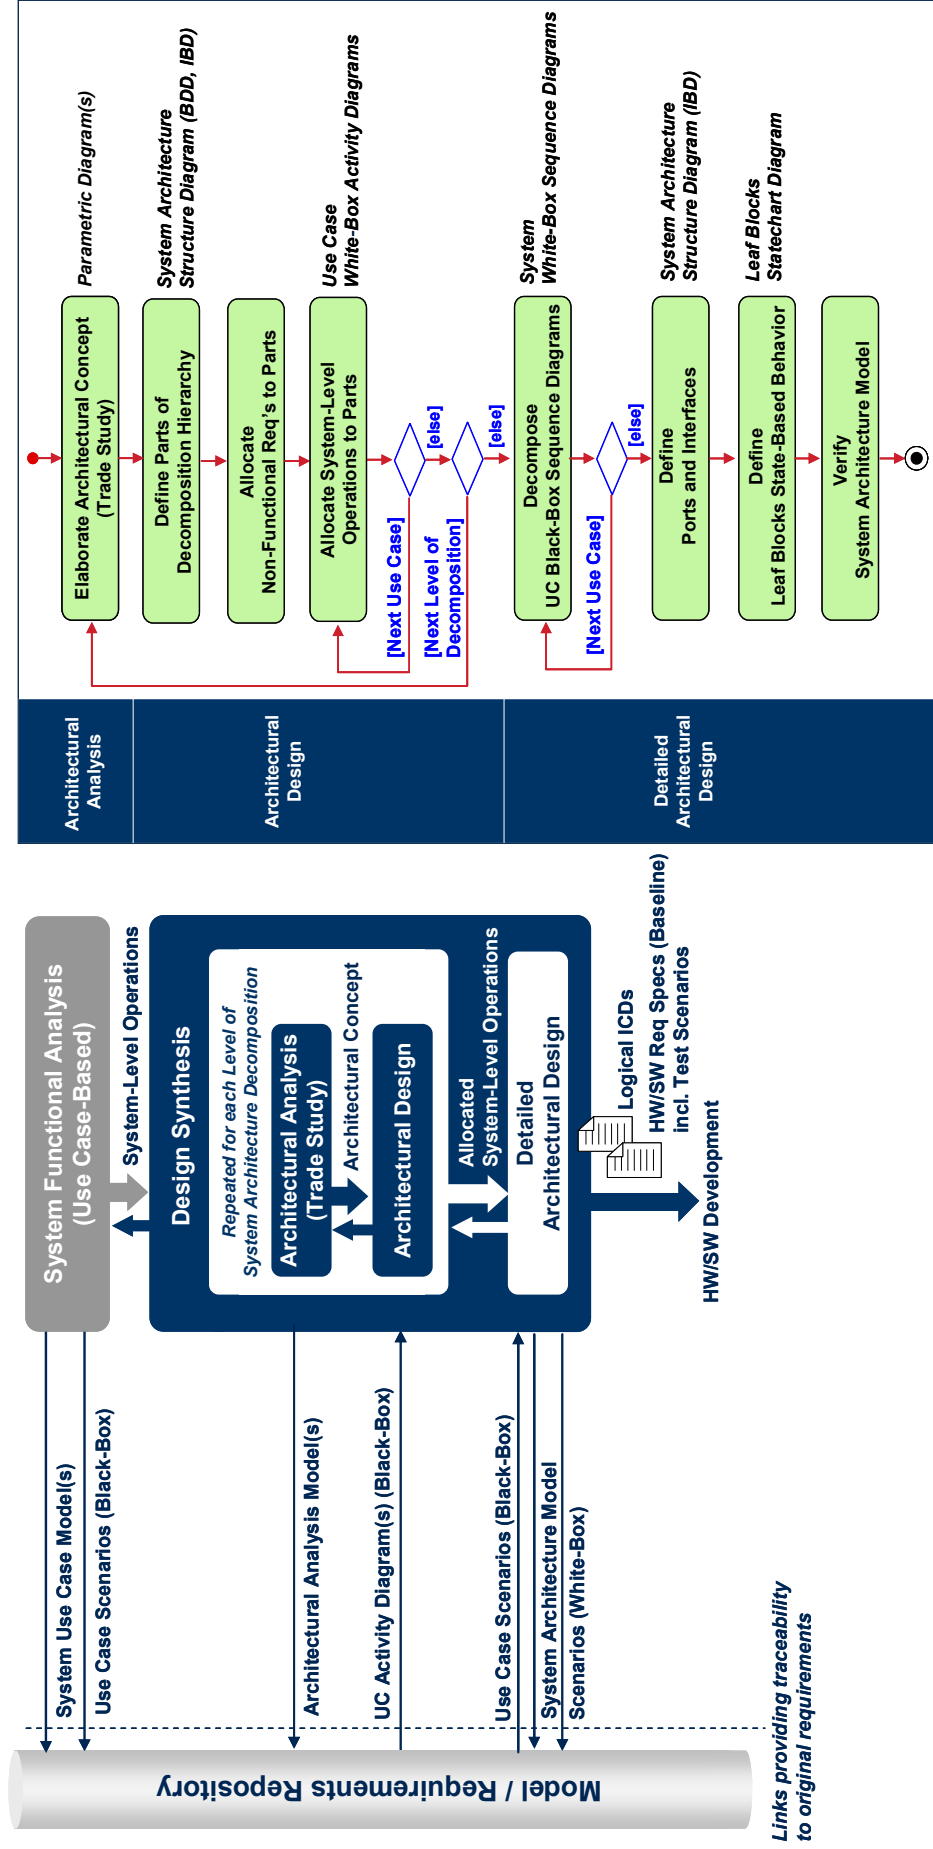 Model / Requirements Repository
Links providing traceability
to original requirements
System Use Case Model(s)
Use Case Scenarios (Black-Box)
Architectural Analysis Model(s)
UC Activity Diagram(s) (Black-Box)
Use Case Scenarios (Black-Box)
System Architecture Model
Scenarios (White-Box)
System Functional Analysis
(Use Case-Based)
System-Level Operations
Design Synthesis
Repeated for each Level of
System Architecture Decomposition
Architectural Analysis
(Trade Study)
Architectural Concept
Architectural Design
Allocated
System-Level Operations
Detailed
Architectural Design
Logical ICDs
HW/SW Req Specs (Baseline)
incl. Test Scenarios
HW/SW Development
Architectural
Analysis
Architectural
Design
Detailed
Architectural
Design
Elaborate Architectural Concept
(Trade Study)
Parametric Diagram(s)
Define Parts of
Decomposition Hierarchy
System Architecture
Structure Diagram (BDD, IBD)
Allocate
Non-Functional Req's to Parts
Allocate System-Level
Operations to Parts
Use Case
White-Box Activity Diagrams
[Next Use Case]
[else]
[Next Level of
Decomposition]
[else]
Decompose
UC Black-Box Sequence Diagrams
System
White-Box Sequence Diagrams
[Next Use Case]
[else]
Define
Ports and Interfaces
System Architecture
Structure Diagram (IBD)
Define
Leaf Blocks State-Based Behavior
Leaf Blocks
Statechart Diagram
Verify
System Architecture Model